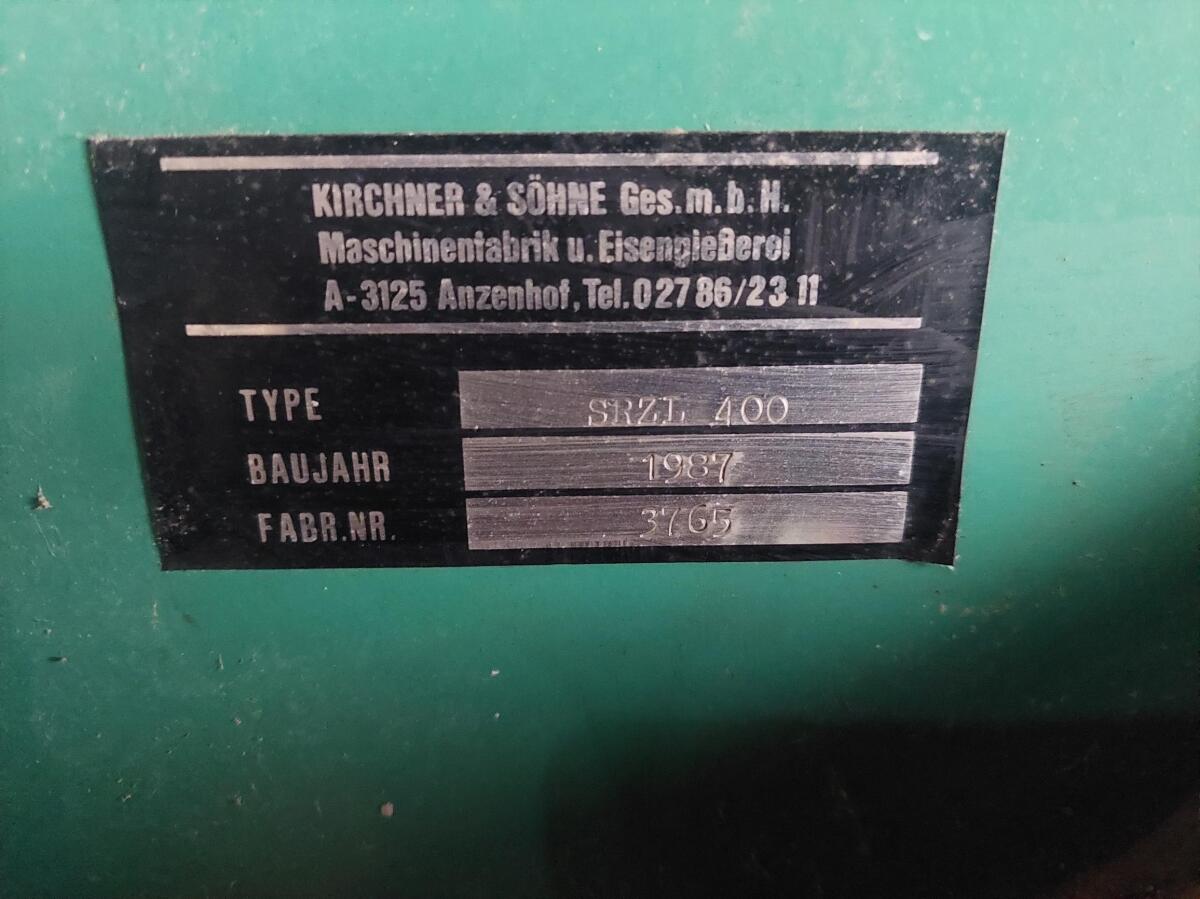 KIRCHNER & SÖHNE Ges.m.b.H.
Maschinenfabrik u. Eisengießerei
A-3125 Anzenhof, Tel. 02786/2311
TYPE SRZL 400
BAUJAHR 1987
FABR.NR. 3765